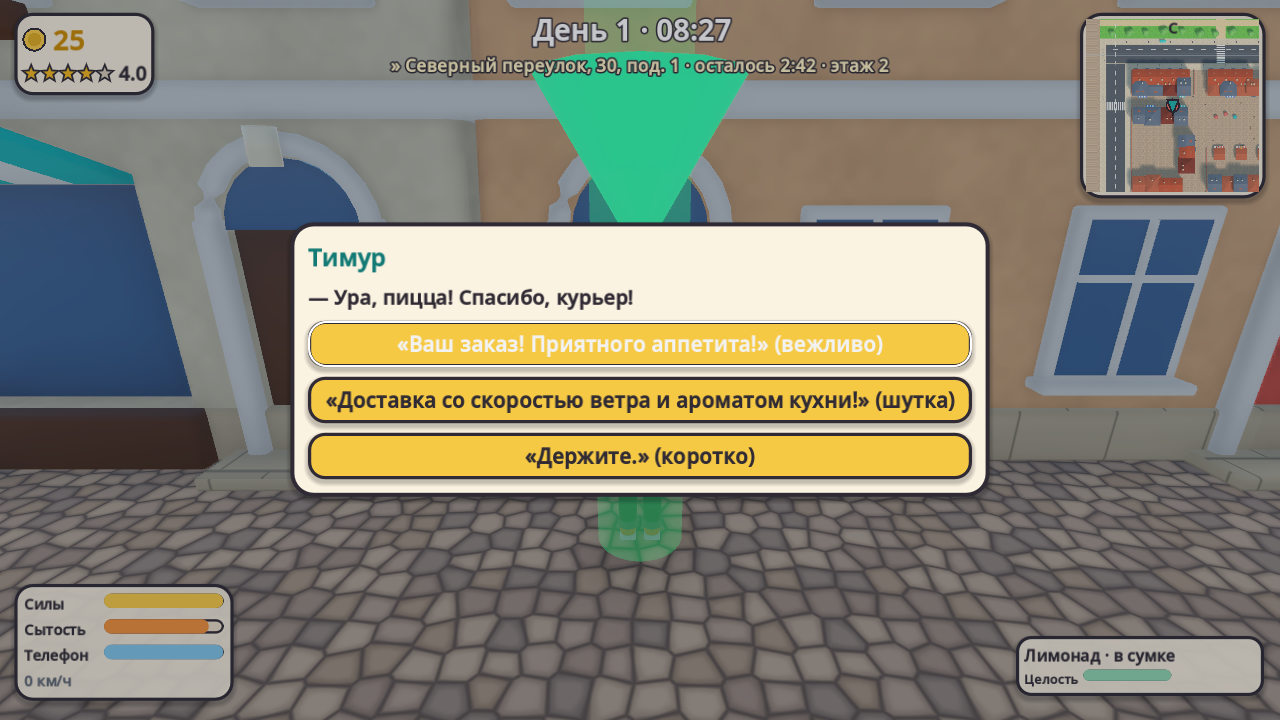 25
4.0
День 1 · 08:27
» Северный переулок, 30, под. 1 · осталось 2:42 · этаж 2
С
Тимур
— Ура, пицца! Спасибо, курьер!
«Ваш заказ! Приятного аппетита!» (вежливо)
«Доставка со скоростью ветра и ароматом кухни!» (шутка)
«Держите.» (коротко)
Силы
Сытость
Телефон
0 км/ч
Лимонад · в сумке
Целость